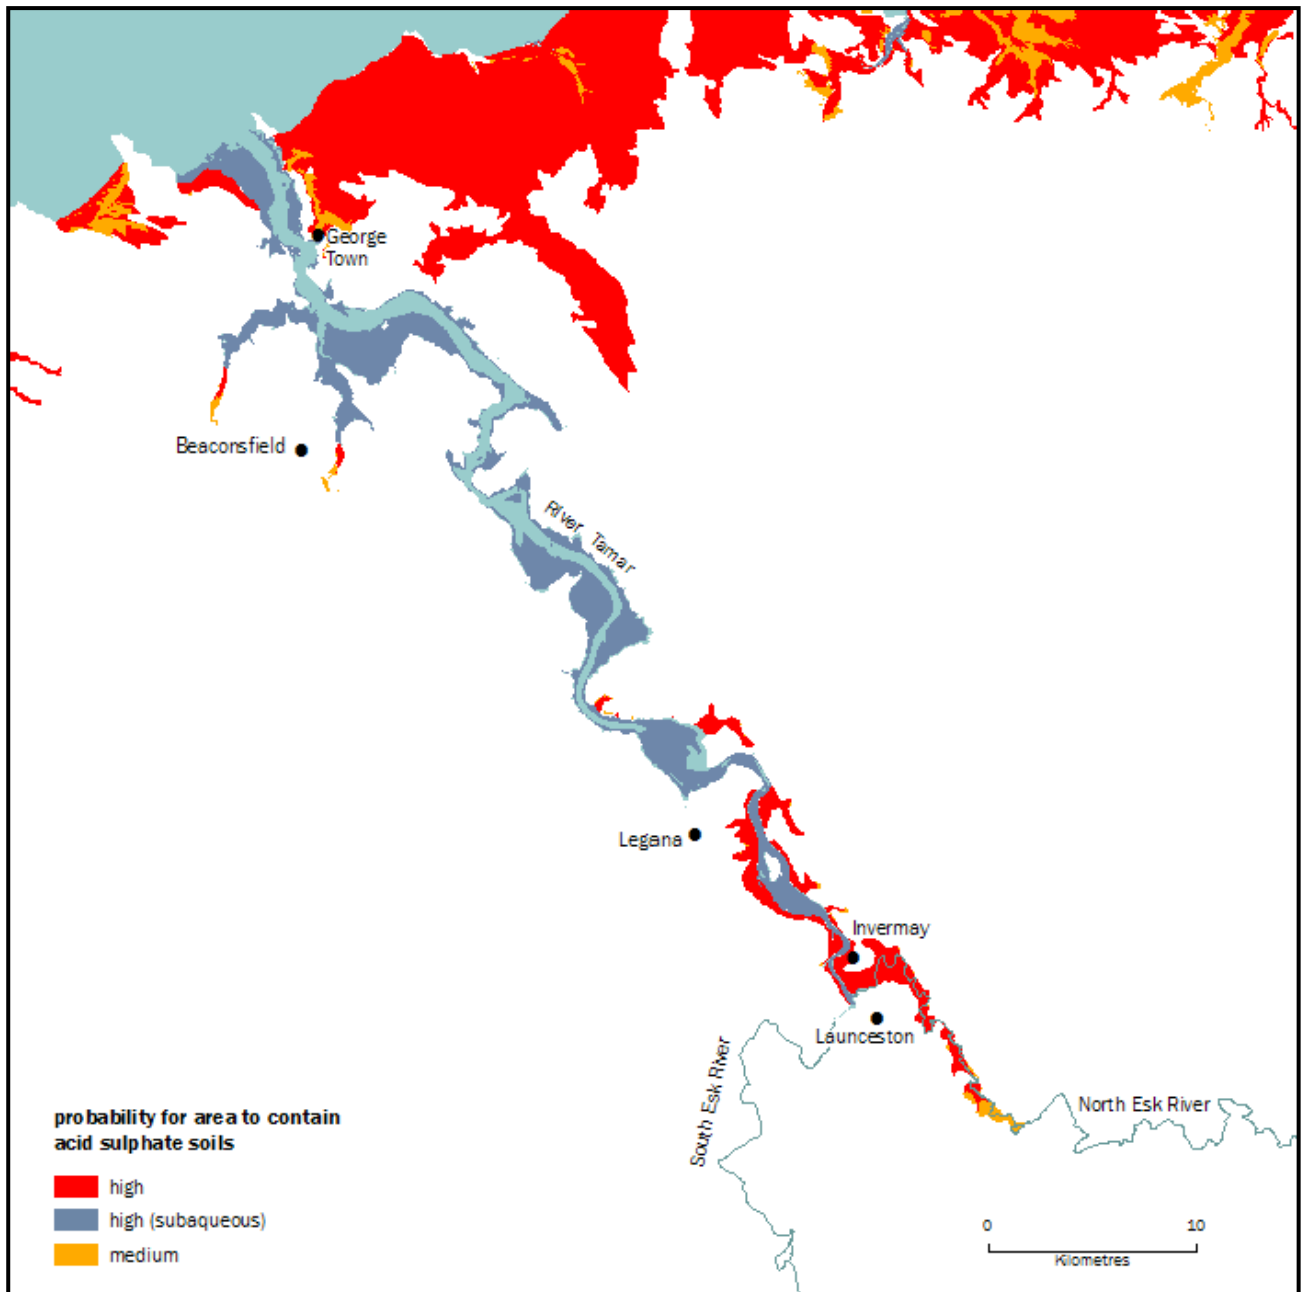 George
Town
Beaconsfield
River Tamar
Legana
Invermay
Launceston
South Esk River
North Esk River
probability for area to contain
acid sulphate soils
high
high (subaqueous)
medium
0 10
Kilometres